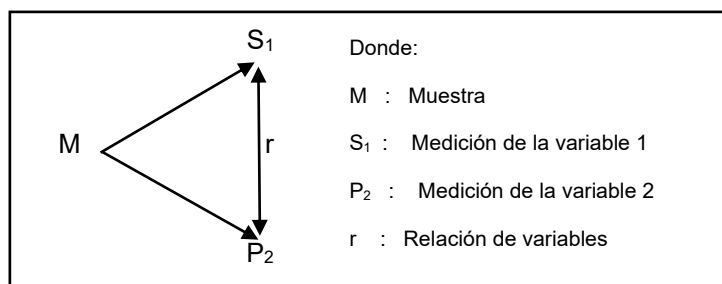 S₁
M
r
P₂
Donde:
M : Muestra
S₁ : Medición de la variable 1
P₂ : Medición de la variable 2
r : Relación de variables